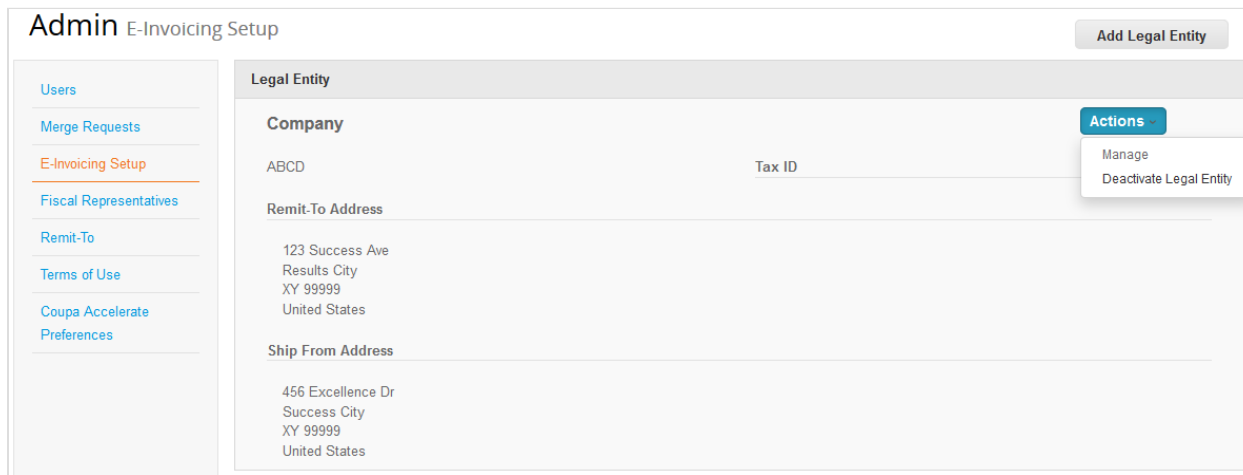 Admin E-Invoicing Setup
Add Legal Entity
Users
Merge Requests
E-Invoicing Setup
Fiscal Representatives
Remit-To
Terms of Use
Coupa Accelerate
Preferences
Legal Entity
Company
Actions
Manage
Deactivate Legal Entity
ABCD
Tax ID
Remit-To Address
123 Success Ave
Results City
XY 99999
United States
Ship From Address
456 Excellence Dr
Success City
XY 99999
United States